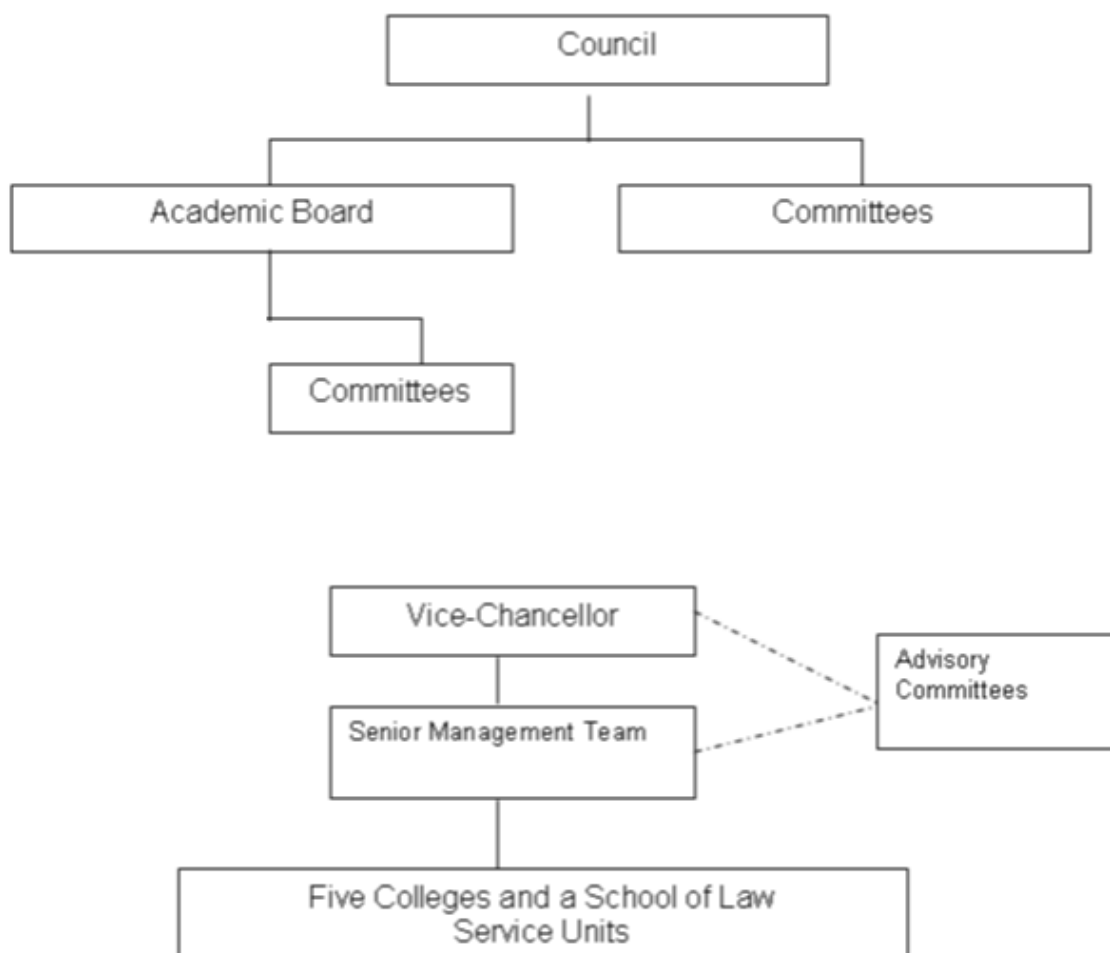 Council
Academic Board
Committees
Committees
Vice-Chancellor
Advisory
Committees
Senior Management Team
Five Colleges and a School of Law
Service Units